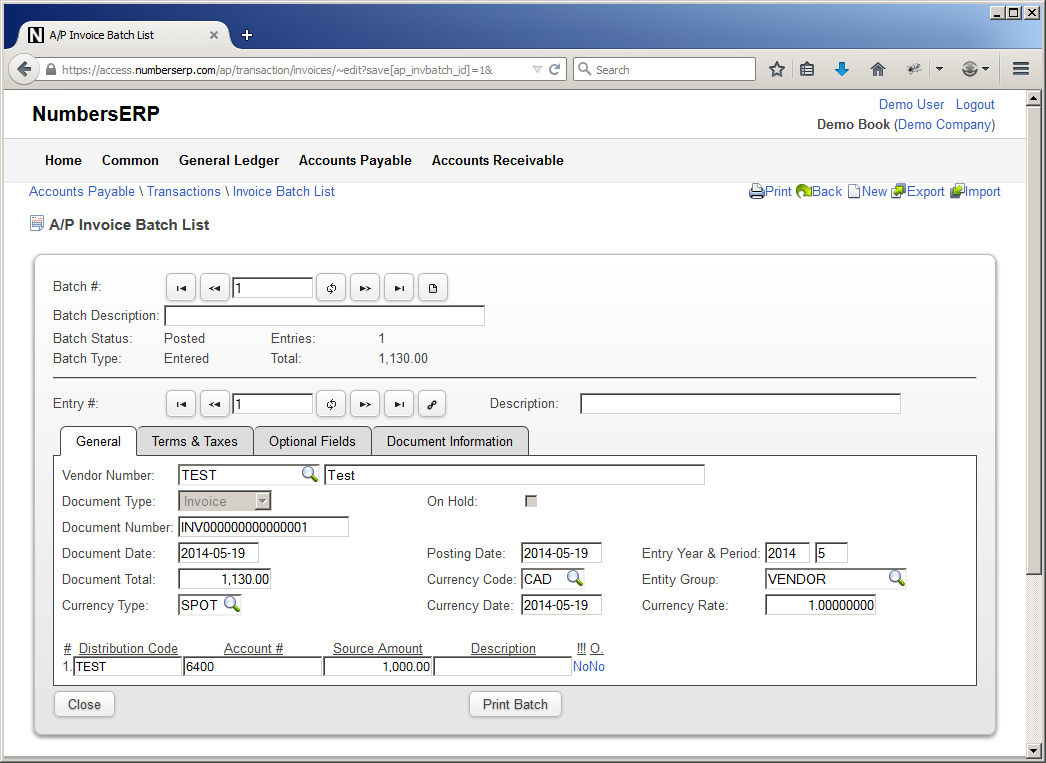 A/P Invoice Batch List
https://access.numberserp.com/ap/transaction/invoices/~edit?save[ap_invbatch_id]=1&
Search
NumbersERP
Demo User Logout
Demo Book (Demo Company)
Home Common General Ledger Accounts Payable Accounts Receivable
Accounts Payable \ Transactions \ Invoice Batch List
Print Back New Export Import
A/P Invoice Batch List
Batch #: 1
Batch Description:
Batch Status: Posted Entries: 1
Batch Type: Entered Total: 1,130.00
Entry #: 1 Description:
General Terms & Taxes Optional Fields Document Information
Vendor Number: TEST Test
Document Type: Invoice On Hold:
Document Number: INV000000000000001
Document Date: 2014-05-19 Posting Date: 2014-05-19 Entry Year & Period: 2014 5
Document Total: 1,130.00 Currency Code: CAD Entity Group: VENDOR
Currency Type: SPOT Currency Date: 2014-05-19 Currency Rate: 1.00000000
# Distribution Code Account # Source Amount Description !!! O.
1. TEST 6400 1,000.00 NoNo
Close Print Batch